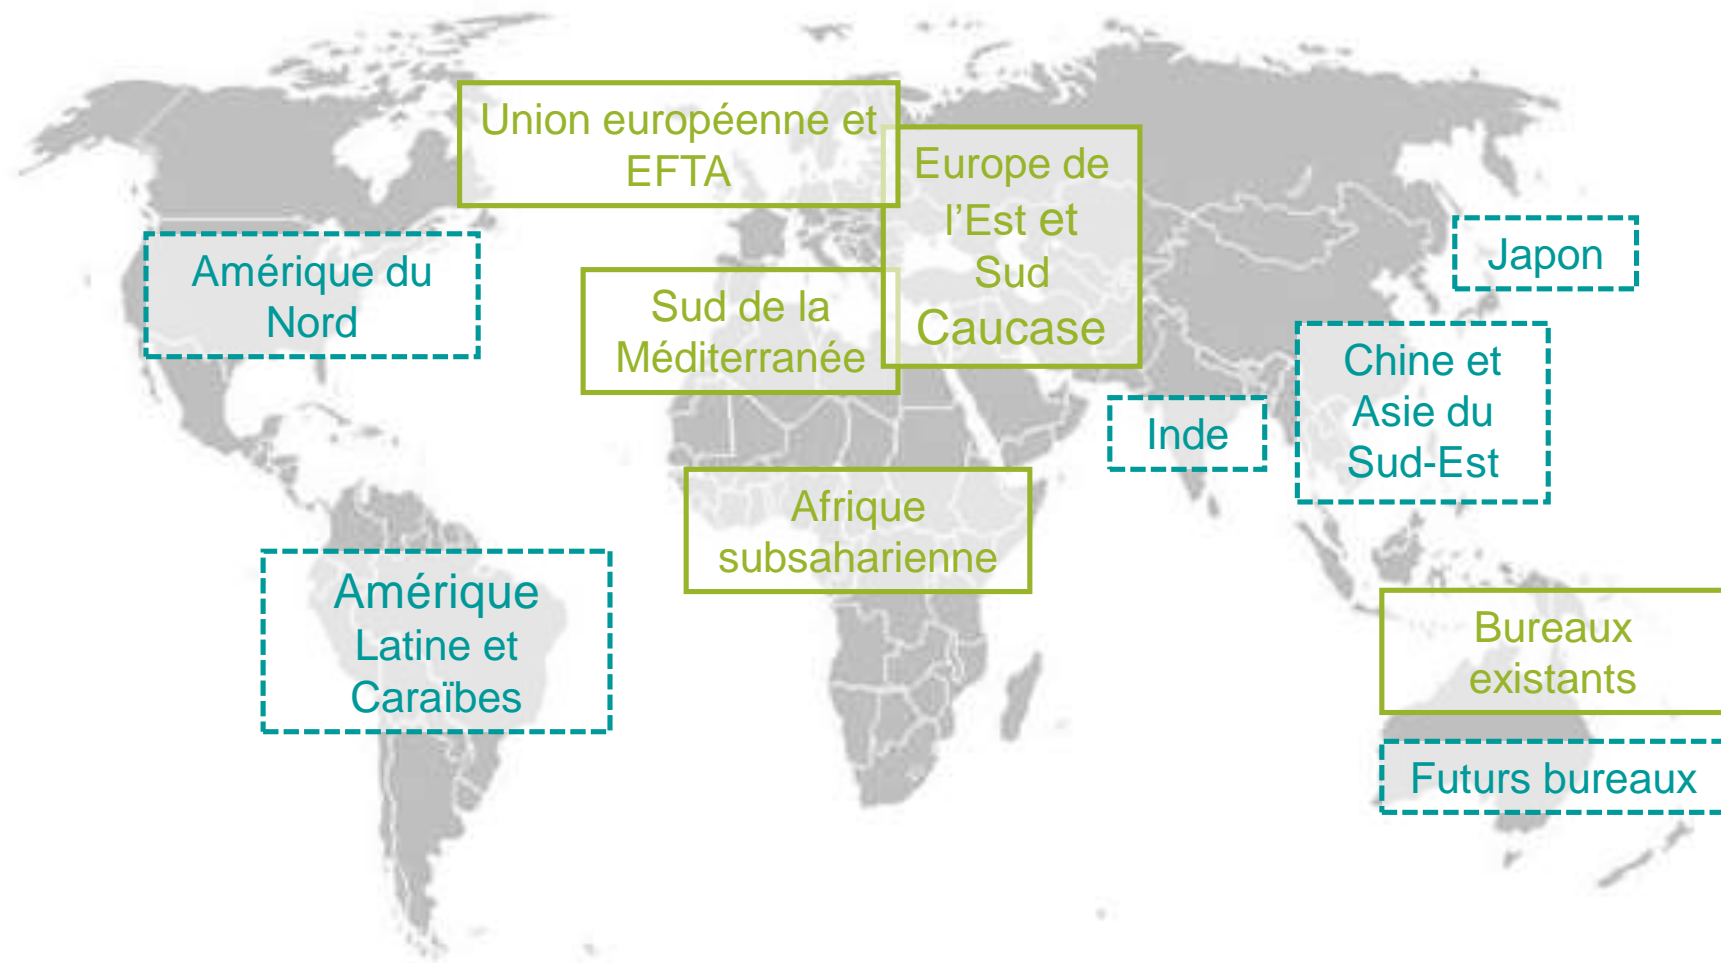 Union européenne et
EFTA
Europe de
l’Est et
Sud
Caucase
Amérique du
Nord
Japon
Sud de la
Méditerranée
Chine et
Asie du
Sud-Est
Inde
Afrique
subsaharienne
Amérique
Latine et
Caraïbes
Bureaux
existants
Futurs bureaux